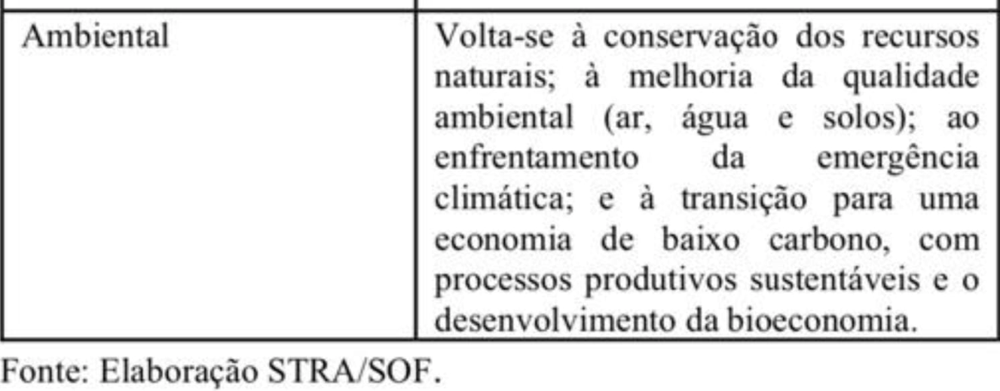 Ambiental
Volta-se à conservação dos recursos
naturais; à melhoria da qualidade
ambiental (ar, água e solos); ao
enfrentamento da emergência
climática; e à transição para uma
economia de baixo carbono, com
processos produtivos sustentáveis e o
desenvolvimento da bioeconomia.
Fonte: Elaboração STRA/SOF.